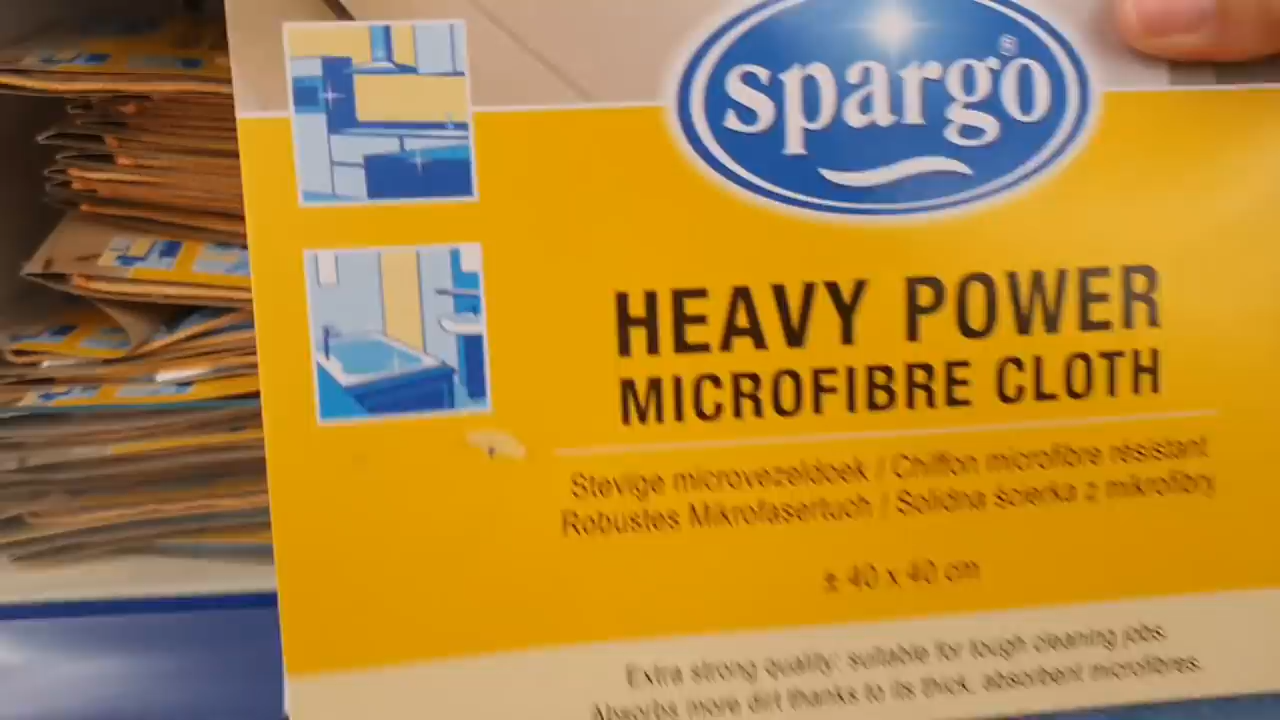 spargo®
HEAVY POWER
MICROFIBRE CLOTH
Stevige microvezeldoek / Chiffon microfibre résistant
Robustes Mikrofasertuch / Solidna ścierka z mikrofibry
± 40 x 40 cm
Extra strong quality: suitable for tough cleaning jobs.
Absorbs more dirt thanks to its thick, absorbent microfibres.